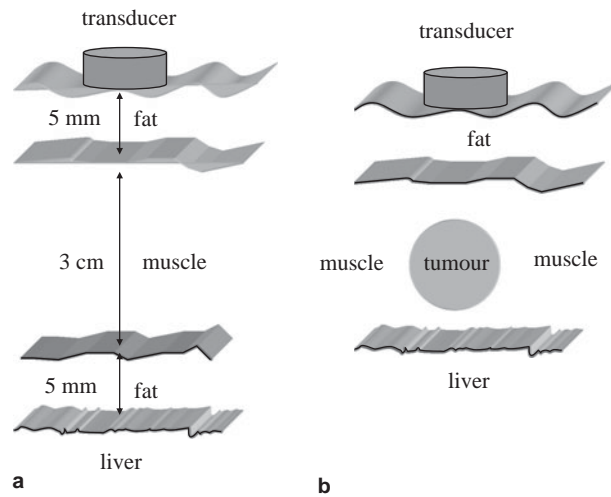 transducer
5 mm fat
3 cm muscle
5 mm fat
liver
a
transducer
fat
muscle tumour muscle
liver
b